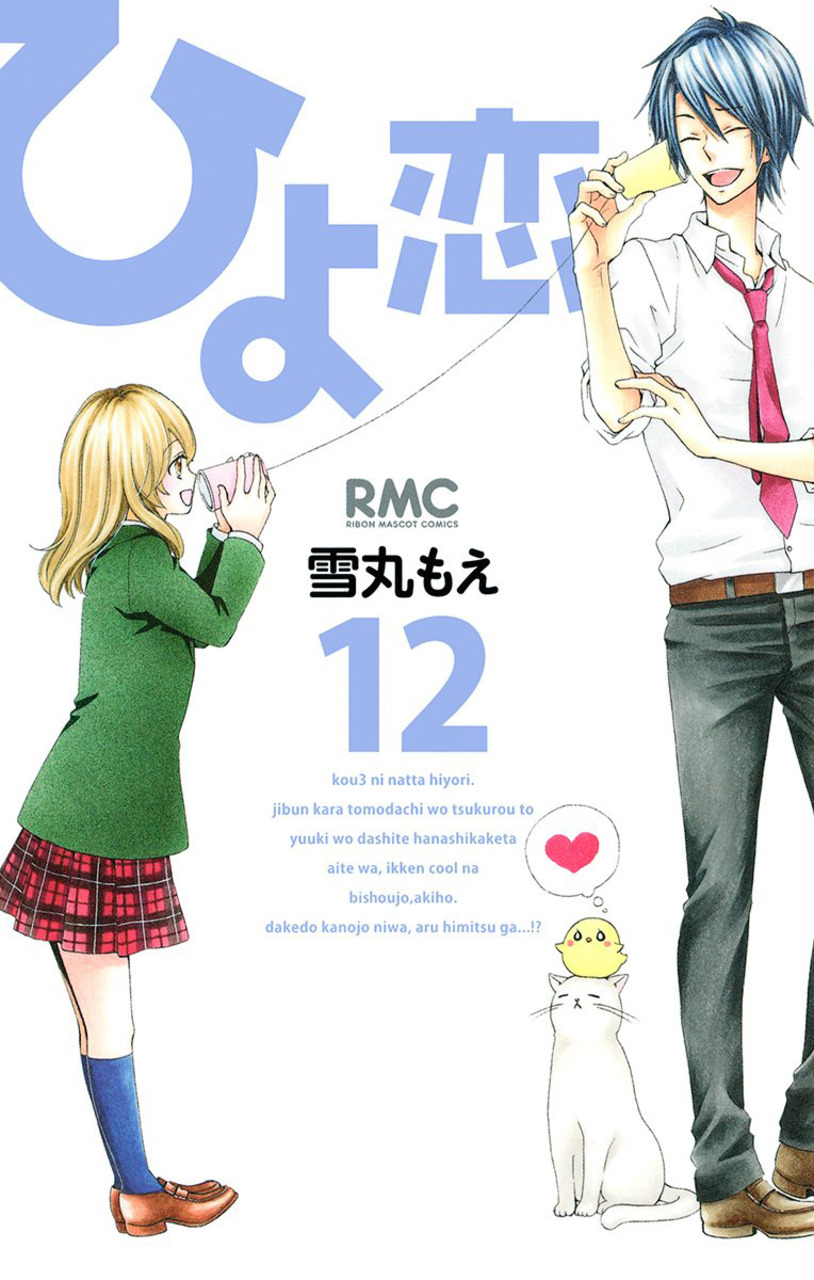 ひよ恋
RMC
RIBON MASCOT COMICS
雪丸もえ
12
kou3 ni natta hiyori.
jibun kara tomodachi wo tsukurou to
yuuki wo dashite hanashikaketa
aite wa, ikken cool na
bishoujo,akiho.
dakedo kanojo niwa, aru himitsu ga...!?